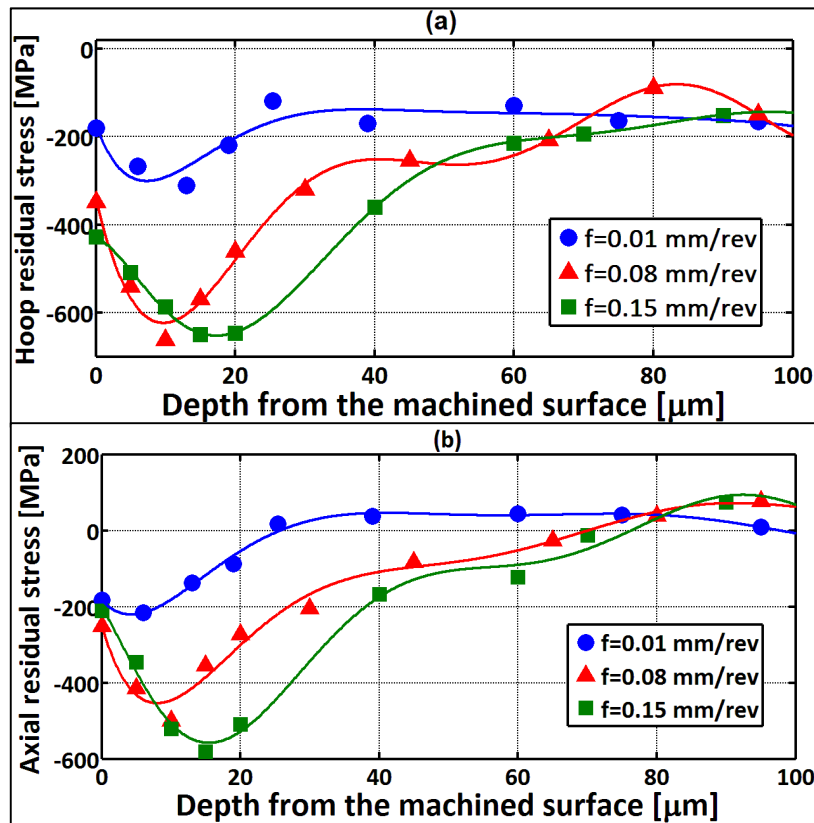 (a)
Hoop residual stress [MPa]
0
-200
-400
-600
f=0.01 mm/rev
f=0.08 mm/rev
f=0.15 mm/rev
0 20 40 60 80 100
Depth from the machined surface [μm]
(b)
Axial residual stress [MPa]
200
0
-200
-400
-600
f=0.01 mm/rev
f=0.08 mm/rev
f=0.15 mm/rev
0 20 40 60 80 100
Depth from the machined surface [μm]